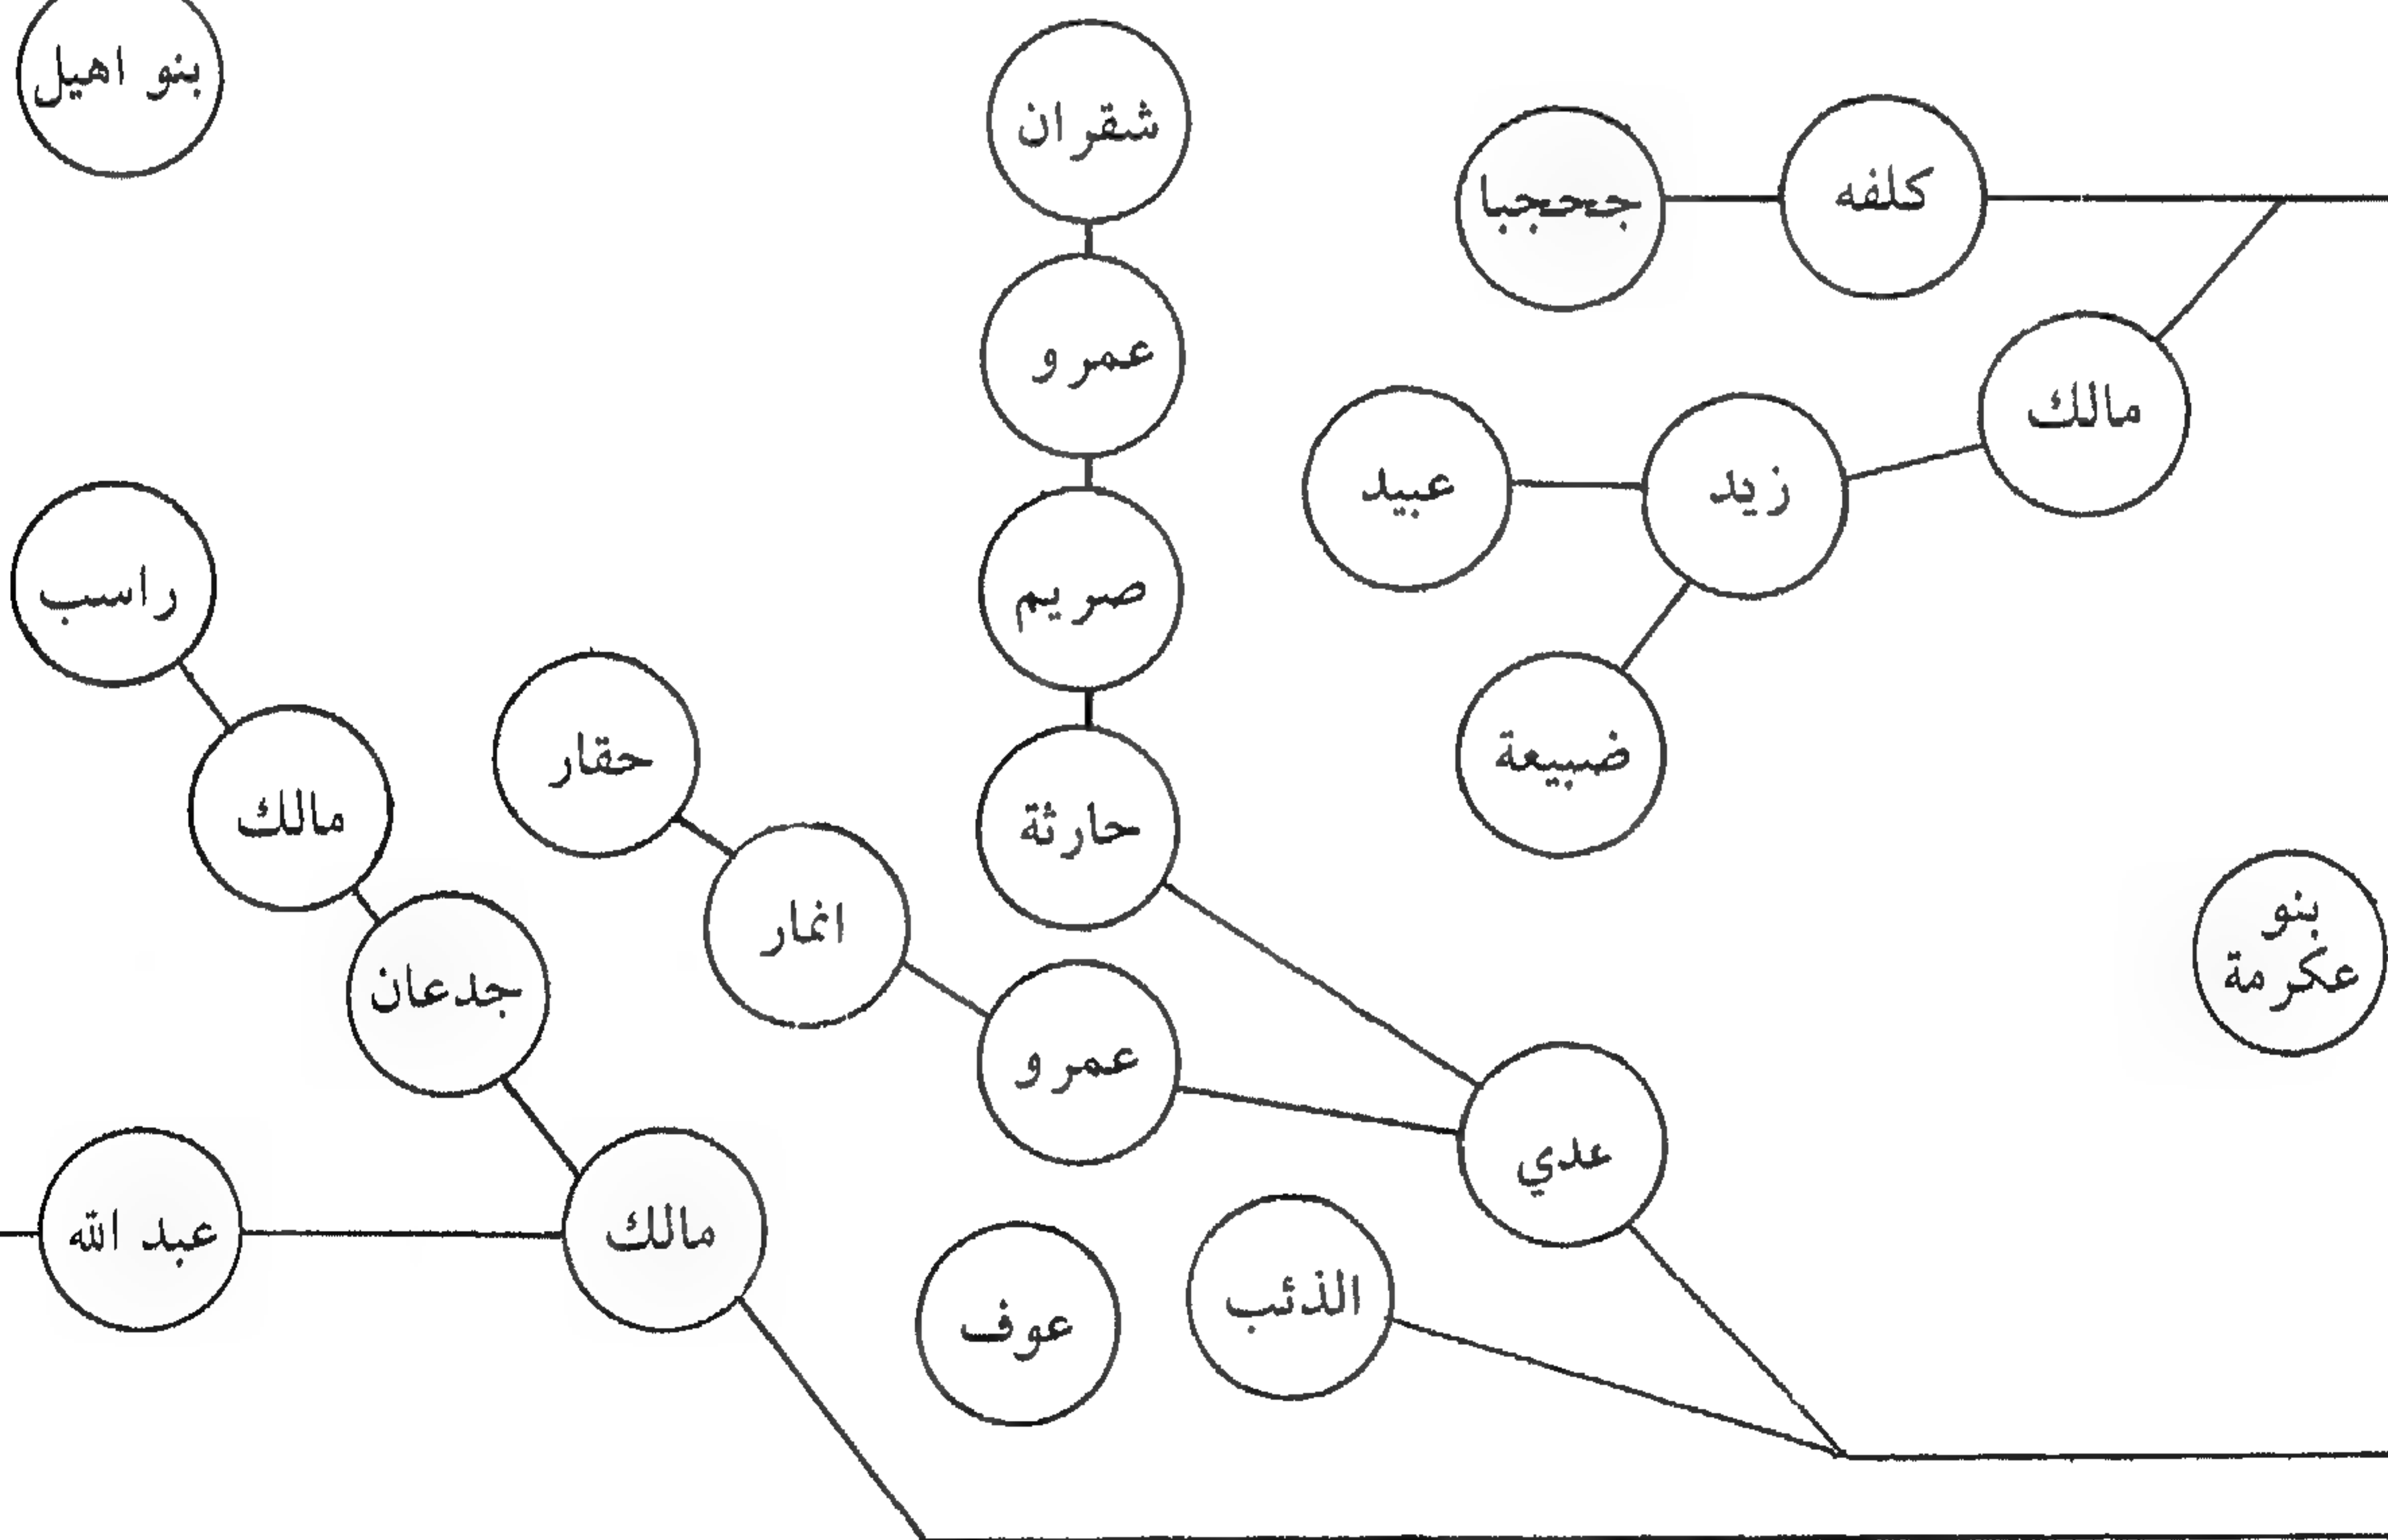 بنو اهيل
شقران
كلفه
جحجبا
عمرو
مالك
زيد
عبيد
صريم
راسب
ضبيعة
حقار
مالك
حارثة
انمار
بنو
عكرمة
جدعان
عمرو
عدي
مالك
عبد الله
الذئب
عوف